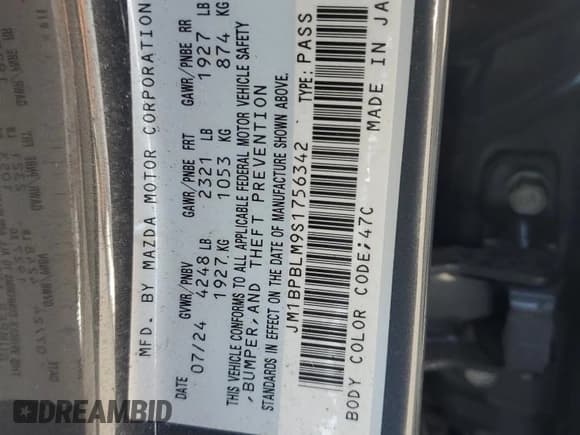 MFD. BY MAZDA MOTOR CORPORATION
DATE GVWR/PNBV GAWR/PNBE FRT GAWR/PNBE RR
07/24 4248 LB 2321 LB 1927 LB
1927 KG 1053 KG 874 KG
THIS VEHICLE CONFORMS TO ALL APPLICABLE FEDERAL MOTOR VEHICLE SAFETY
,BUMPER,AND THEFT PREVENTION
STANDARDS IN EFFECT ON THE DATE OF MANUFACTURE SHOWN ABOVE.
JM1BPBLM9S1756342 TYPE: PASS
BODY COLOR CODE;47C MADE IN JA
DREAMBID